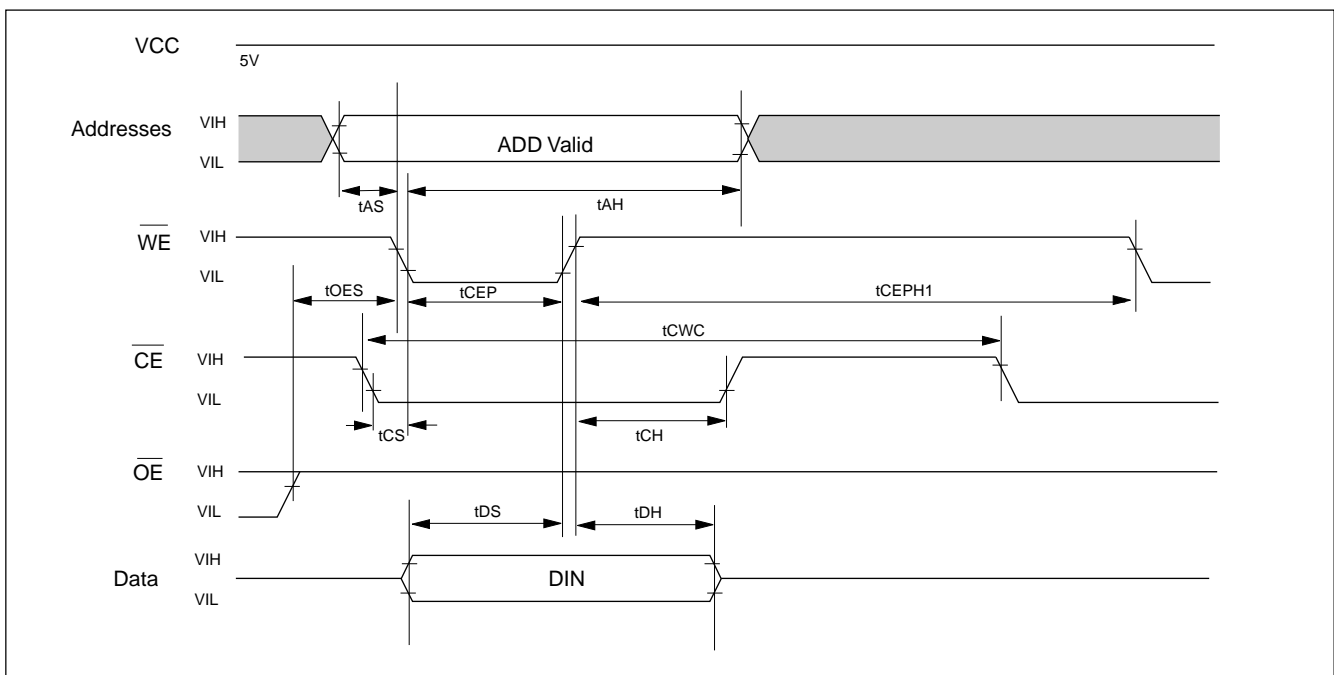 VCC
5V
Addresses
VIH
VIL
ADD Valid
tAS
tAH
WE
VIH
VIL
tOES
tCEP
tCEPH1
tCWC
CE
VIH
VIL
tCS
tCH
OE
VIH
VIL
tDS
tDH
Data
VIH
VIL
DIN